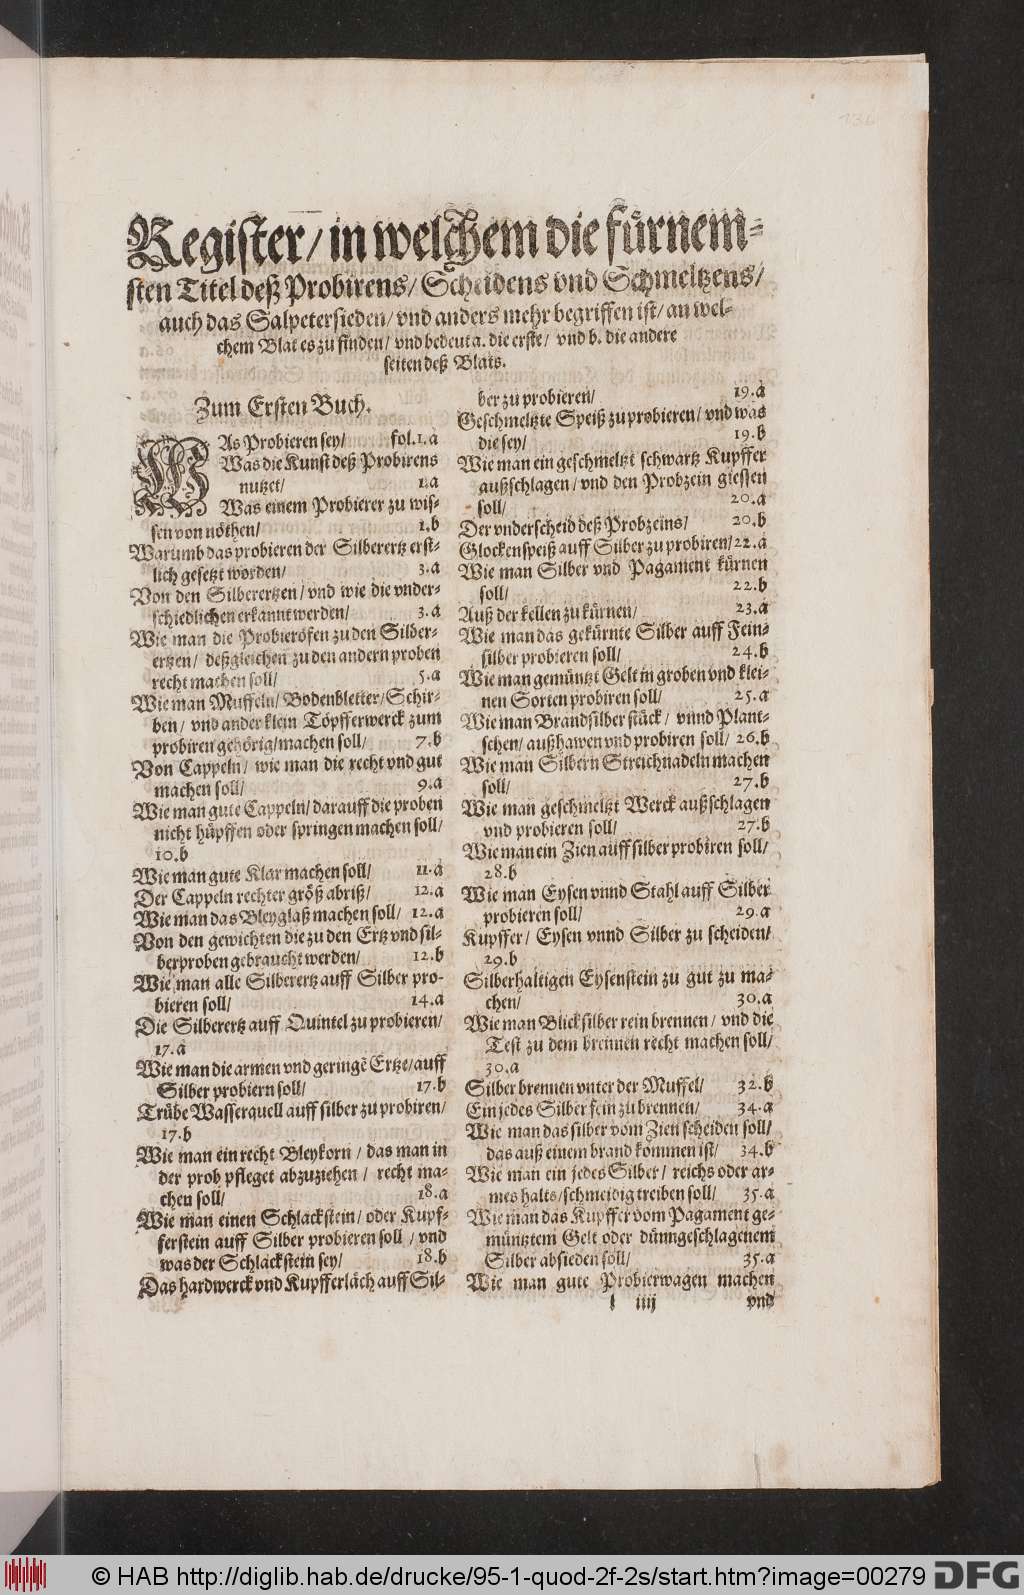 Register / in welchem die fürnem-
sten Titel deß Probirens / Scheidens vnd Schmeltzens /
auch das Salpetersieden / vnd anders mehr begriffen ist / an wel-
chem Blat es zu finden / vnd bedeut a. die erste / vnd b. die andere
seiten deß Blats.
Zum Ersten Buch.
WAs Probieren sey / fol.1.a
Was die Kunst deß Probirens
nutzet / 1.a
Was einem Probierer zu wis-
sen von nöthen / 1.b
Warumb das probieren der Silberertz erst-
lich gesetzt worden / 3.a
Von den Silberertzen / vnd wie die vnder-
schiedlichen erkannt werden / 3.a
Wie man die Probieröfen zu den Silber-
ertzen / deßgleichen zu den andern proben
recht machen soll / 5.a
Wie man Muffeln / Bodenbletter / Schir-
ben / vnd ander klein Töpfferwerck zum
probiren gehörig / machen soll / 7.b
Von Cappeln / wie man die recht vnd gut
machen soll / 9.a
Wie man gute Cappeln / darauff die proben
nicht hüpffen oder springen machen soll /
10.b
Wie man gute Klar machen soll / 11.a
Der Cappeln rechter größ abriß / 12.a
Wie man das Bleyglaß machen soll / 12.a
Von den gewichten die zu den Ertz vnd sil-
berproben gebraucht werden / 12.b
Wie man alle Silberertz auff Silber pro-
bieren soll / 14.a
Die Silberertz auff Quintel zu probieren /
17.a
Wie man die armen vnd geringē Ertze / auff
Silber probiern soll / 17.b
Trübe Wasserquell auff silber zu probiren /
17.b
Wie man ein recht Bleykorn / das man in
der prob pfleget abzuziehen / recht ma-
chen soll / 18.a
Wie man einen Schlackstein / oder Kupf-
ferstein auff Silber probieren soll / vnd
was der Schlackstein sey / 18.b
Das hardwerck vnd Kupfferläch auff Sil-
ber zu probieren / 19.a
Geschmeltzte Speiß zu probieren / vnd was
die sey / 19.b
Wie man ein geschmeltzt schwartz Kupffer
außschlagen / vnd den Probzein giessen
soll / 20.a
Der vnderscheid deß Probzeins / 20.b
Glockenspeiß auff Silber zu probiren / 22.a
Wie man Silber vnd Pagament kürnen
soll / 22.b
Auß der kellen zu kürnen / 23.a
Wie man das gekürnte Silber auff Fein-
silber probieren soll / 24.b
Wie man gemüntzt Gelt in groben vnd klei-
nen Sorten probiren soll / 25.a
Wie man Brandsilber stück / vnnd Plant-
schen / außhawen vnd probiren soll / 26.b
Wie man Silbern Streichnadeln machen
soll / 27.b
Wie man geschmeltzt Werck außschlagen
vnd probieren soll / 27.b
Wie man ein Zien auff silber probiren soll /
28.b
Wie man Eysen vnnd Stahl auff Silber
probieren soll / 29.a
Kupffer / Eysen vnnd Silber zu scheiden /
29.b
Silberhaltigen Eysenstein zu gut zu ma-
chen / 30.a
Wie man Blicksilber rein brennen / vnd die
Test zu dem brennen recht machen soll /
30.a
Silber brennen vnter der Muffel / 32.b
Ein jedes Silber fein zu brennen / 34.a
Wie man das silber vom Zien scheiden soll /
das auß einem brand kommen ist / 34.b
Wie man ein jedes Silber / reichs oder ar-
mes halts / schmeidig treiben soll / 35.a
Wie man das Kupffer vom Pagament ge-
müntztem Gelt oder dünngeschlagenem
Silber absieden soll / 35.a
Wie man gute Probierwagen machen
l iiij vnd
© HAB http://diglib.hab.de/drucke/95-1-quod-2f-2s/start.htm?image=00279 DFG